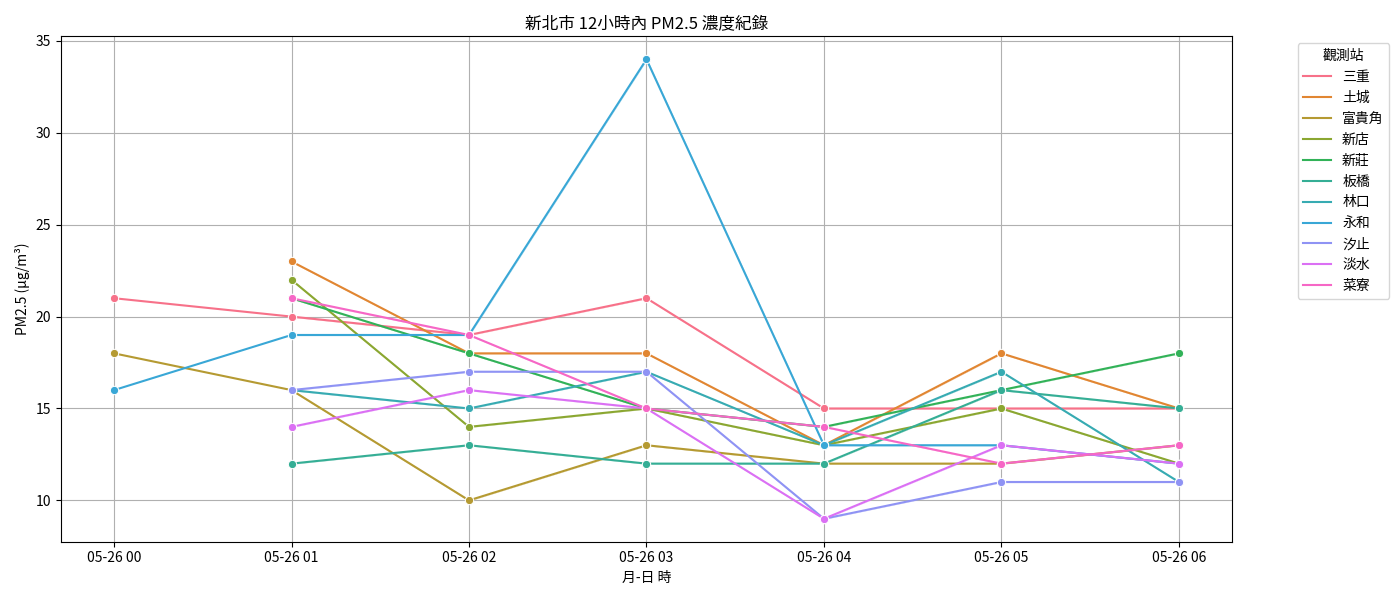 新北市 12小時內 PM2.5 濃度紀錄
PM2.5 (μg/m³)
35
30
25
20
15
10
05-26 00
05-26 01
05-26 02
05-26 03
05-26 04
05-26 05
05-26 06
月-日 時
觀測站
三重
土城
富貴角
新店
新莊
板橋
林口
永和
汐止
淡水
菜寮